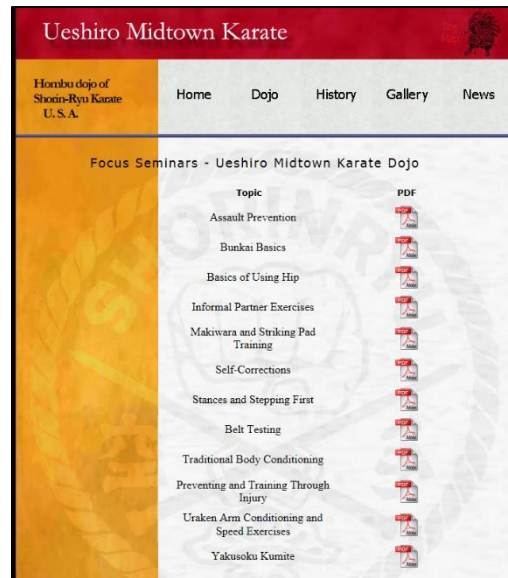 Ueshiro Midtown Karate
Site
Map
Hombu dojo of
Shorin-Ryu Karate
U. S. A.
Home Dojo History Gallery News
Focus Seminars - Ueshiro Midtown Karate Dojo
Topic PDF
Assault Prevention
Bunkai Basics
Basics of Using Hip
Informal Partner Exercises
Makiwara and Striking Pad
Training
Self-Corrections
Stances and Stepping First
Belt Testing
Traditional Body Conditioning
Preventing and Training Through
Injury
Uraken Arm Conditioning and
Speed Exercises
Yakusoku Kumite